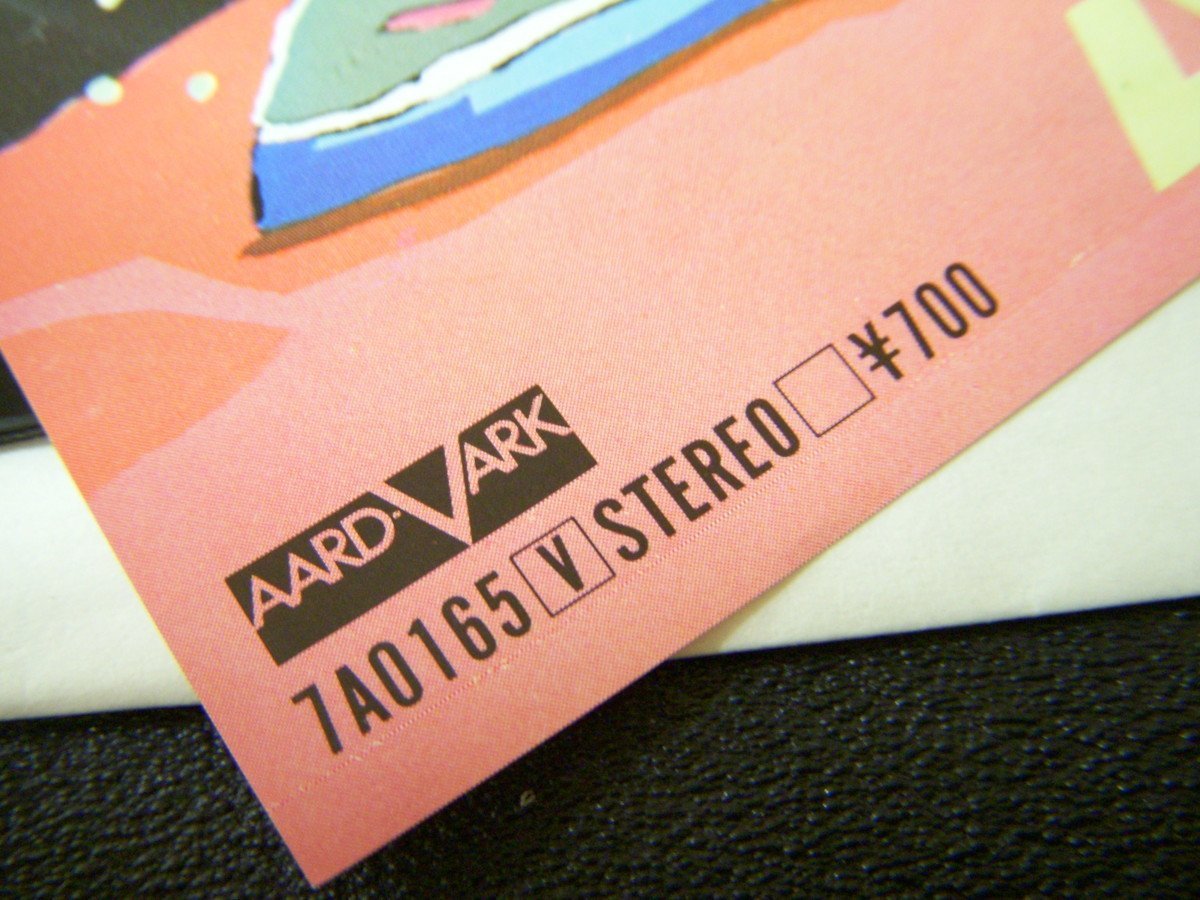 AARD-VARK
7A0165 V STEREO ¥700